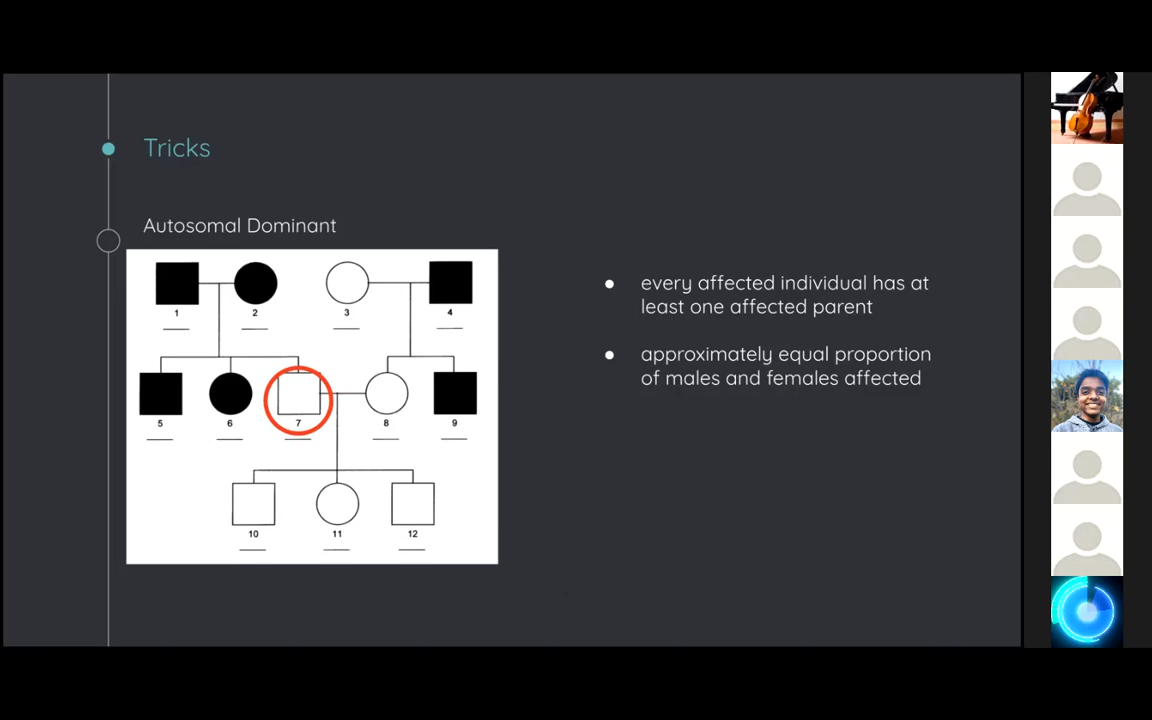 Tricks
Autosomal Dominant
1 2 3 4
5 6 7 8 9
10 11 12
● every affected individual has at
least one affected parent
● approximately equal proportion
of males and females affected